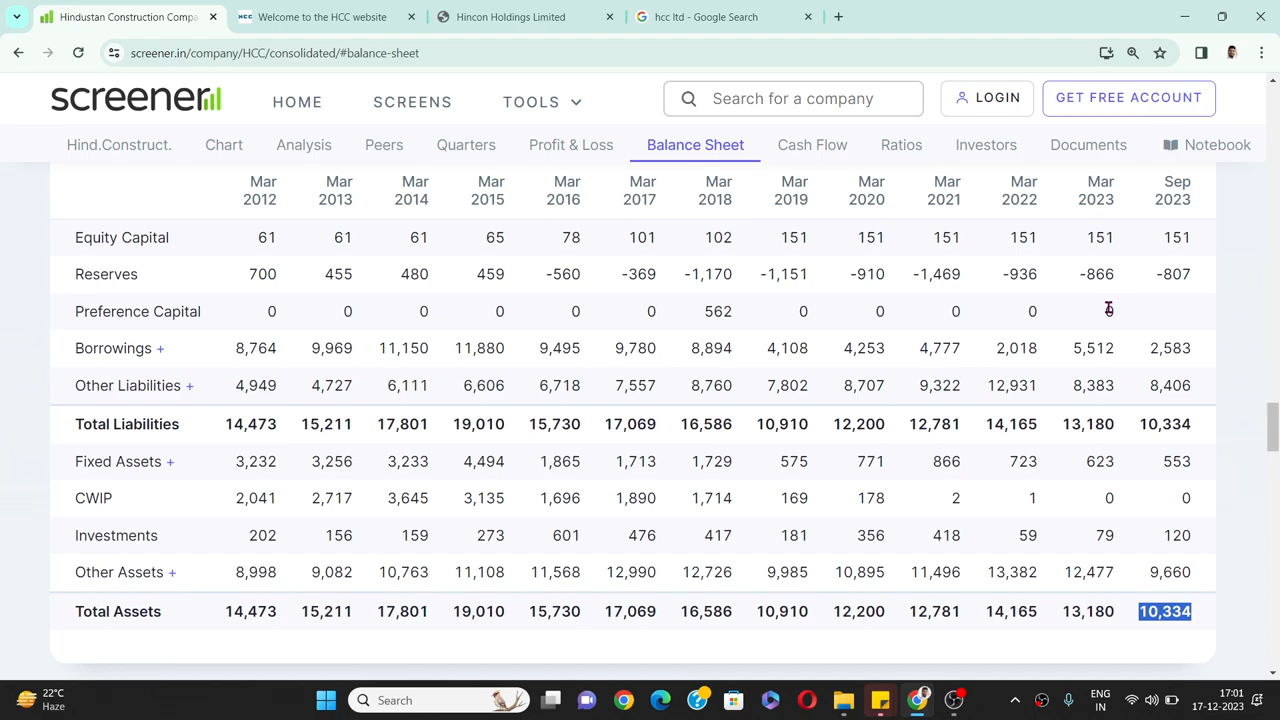 Hindustan Construction Compa
Welcome to the HCC website
Hincon Holdings Limited
hcc ltd - Google Search
screener.in/company/HCC/consolidated/#balance-sheet
screener HOME SCREENS TOOLS Search for a company LOGIN GET FREE ACCOUNT
Hind.Construct. Chart Analysis Peers Quarters Profit & Loss Balance Sheet Cash Flow Ratios Investors Documents Notebook
Mar Mar Mar Mar Mar Mar Mar Mar Mar Mar Mar Mar Sep
2012 2013 2014 2015 2016 2017 2018 2019 2020 2021 2022 2023 2023
Equity Capital 61 61 61 65 78 101 102 151 151 151 151 151 151
Reserves 700 455 480 459 -560 -369 -1,170 -1,151 -910 -1,469 -936 -866 -807
Preference Capital 0 0 0 0 0 0 562 0 0 0 0
Borrowings + 8,764 9,969 11,150 11,880 9,495 9,780 8,894 4,108 4,253 4,777 2,018 5,512 2,583
Other Liabilities + 4,949 4,727 6,111 6,606 6,718 7,557 8,760 7,802 8,707 9,322 12,931 8,383 8,406
Total Liabilities 14,473 15,211 17,801 19,010 15,730 17,069 16,586 10,910 12,200 12,781 14,165 13,180 10,334
Fixed Assets + 3,232 3,256 3,233 4,494 1,865 1,713 1,729 575 771 866 723 623 553
CWIP 2,041 2,717 3,645 3,135 1,696 1,890 1,714 169 178 2 1 0 0
Investments 202 156 159 273 601 476 417 181 356 418 59 79 120
Other Assets + 8,998 9,082 10,763 11,108 11,568 12,990 12,726 9,985 10,895 11,496 13,382 12,477 9,660
Total Assets 14,473 15,211 17,801 19,010 15,730 17,069 16,586 10,910 12,200 12,781 14,165 13,180 10,334
22°C
Haze
Search
ENG
IN
17:01
17-12-2023